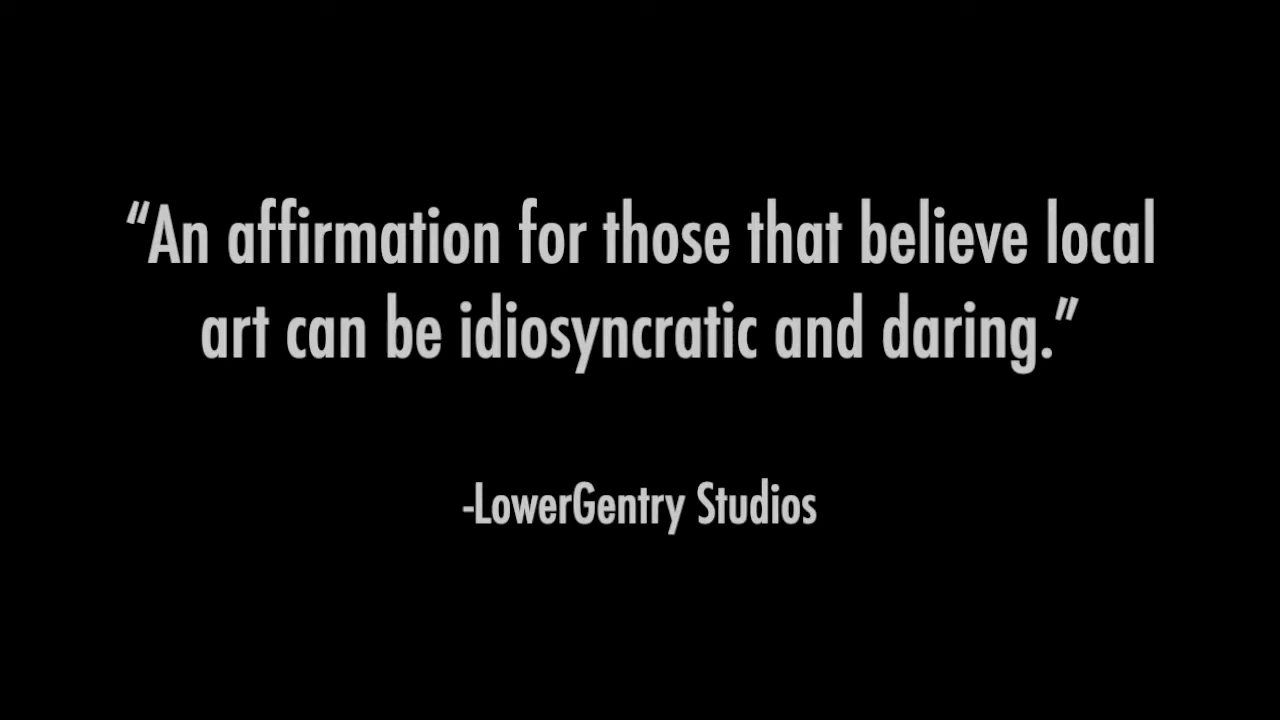 “An affirmation for those that believe local
art can be idiosyncratic and daring.”
-LowerGentry Studios